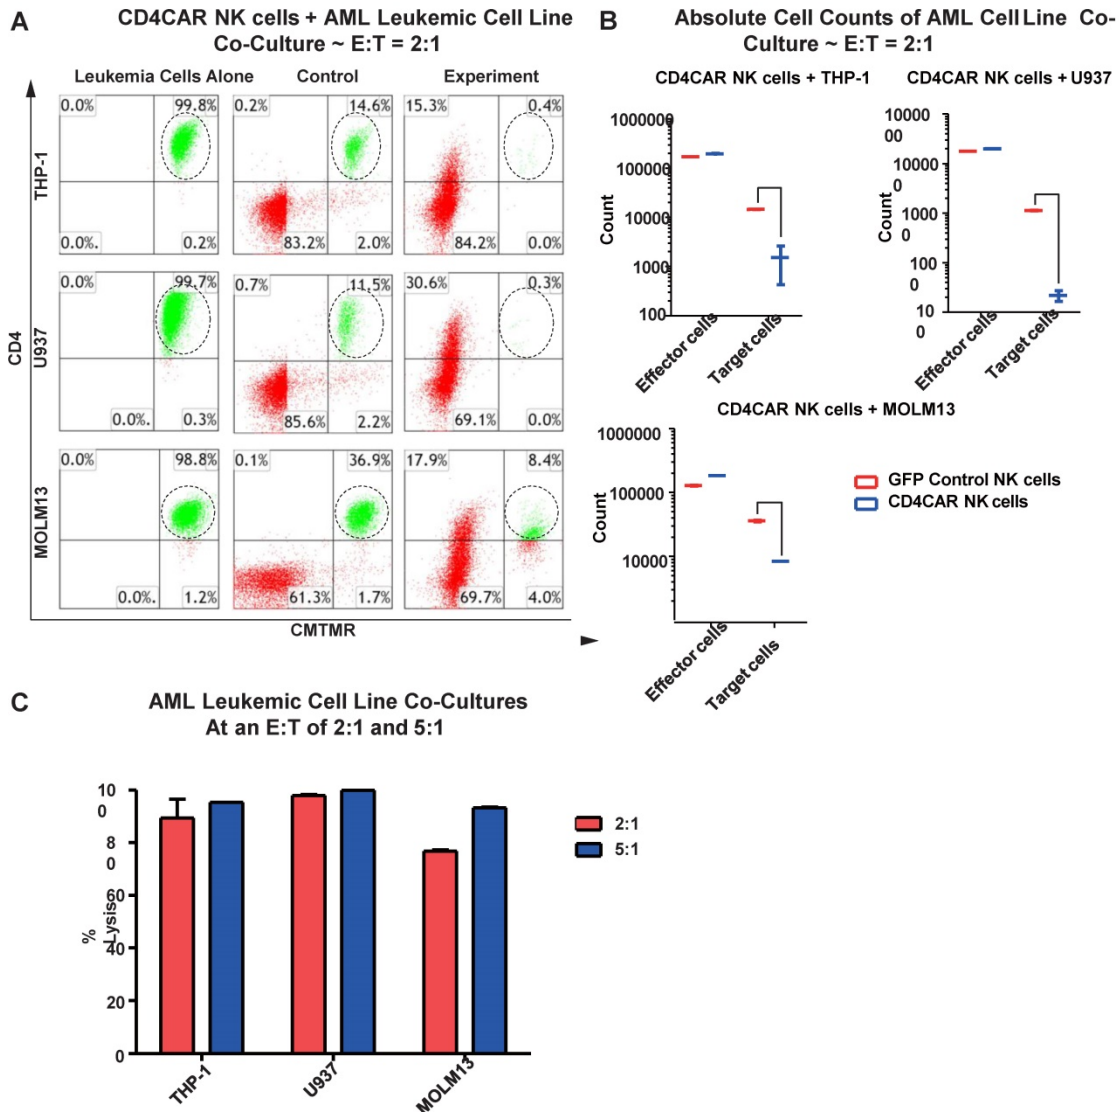 A
CD4CAR NK cells + AML Leukemic Cell Line
Co-Culture ~ E:T = 2:1
Leukemia Cells Alone
Control
Experiment
0.0%
99.8%
0.2%
14.6%
15.3%
0.4%
THP-1
0.0%.
0.2%
83.2%
2.0%
84.2%
0.0%
0.0%
99.7%
0.7%
11.5%
30.6%
0.3%
CD4
U937
0.0%.
0.3%
85.6%
2.2%
69.1%
0.0%
0.0%
98.8%
0.1%
36.9%
17.9%
8.4%
MOLM13
0.0%.
1.2%
61.3%
1.7%
69.7%
4.0%
CMTMR
B
Absolute Cell Counts of AML Cell Line Co-
Culture ~ E:T = 2:1
CD4CAR NK cells + THP-1
1000000
100000
10000
1000
100
Count
Effector cells
Target cells
CD4CAR NK cells + U937
10000
00
10000
0
1000
0
100
0
10
0
Count
Effector cells
Target cells
CD4CAR NK cells + MOLM13
1000000
100000
10000
Count
Effector cells
Target cells
GFP Control NK cells
CD4CAR NK cells
C
AML Leukemic Cell Line Co-Cultures
At an E:T of 2:1 and 5:1
10
0
8
0
60
40
20
0
%
Lysis
THP-1
U937
MOLM13
2:1
5:1